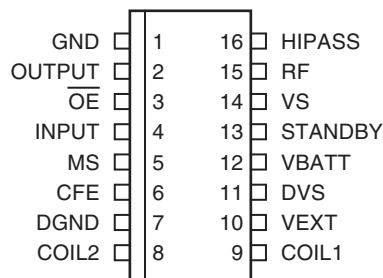 GND 1 16 HIPASS
OUTPUT 2 15 RF
O̅E̅ 3 14 VS
INPUT 4 13 STANDBY
MS 5 12 VBATT
CFE 6 11 DVS
DGND 7 10 VEXT
COIL2 8 9 COIL1